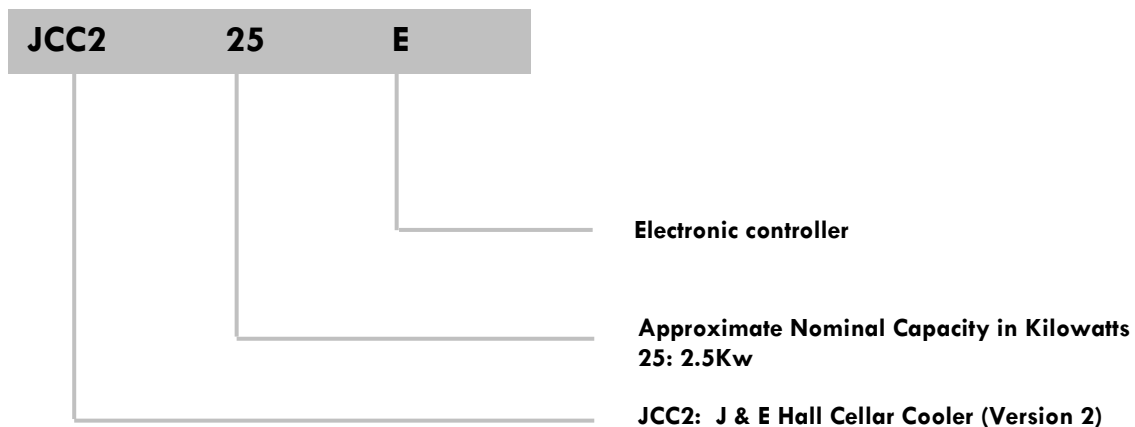 JCC2 25 E
Electronic controller
Approximate Nominal Capacity in Kilowatts
25: 2.5Kw
JCC2: J & E Hall Cellar Cooler (Version 2)